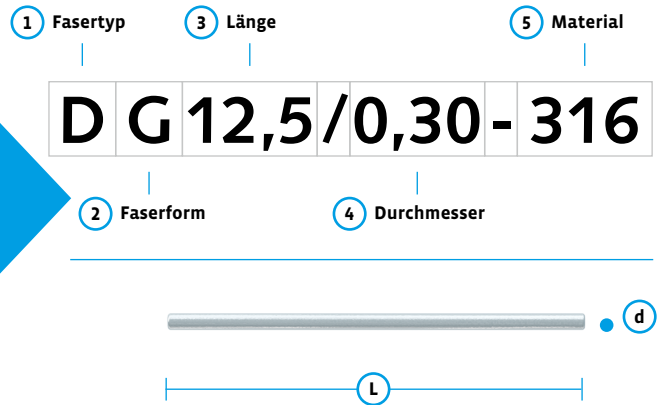 1 Fasertyp 3 Länge 5 Material
D G 12,5 / 0,30 - 316
2 Faserform 4 Durchmesser
d
L